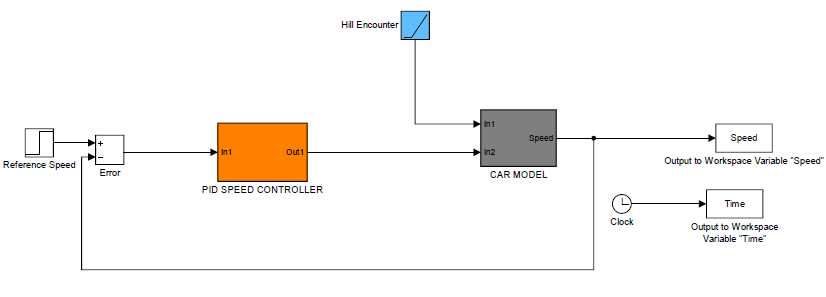 Hill Encounter
In1
Speed
In2
CAR MODEL
Speed
Output to Workspace Variable "Speed"
+
−
Reference Speed
Error
In1
Out1
PID SPEED CONTROLLER
Time
Clock
Output to Workspace
Variable "Time"